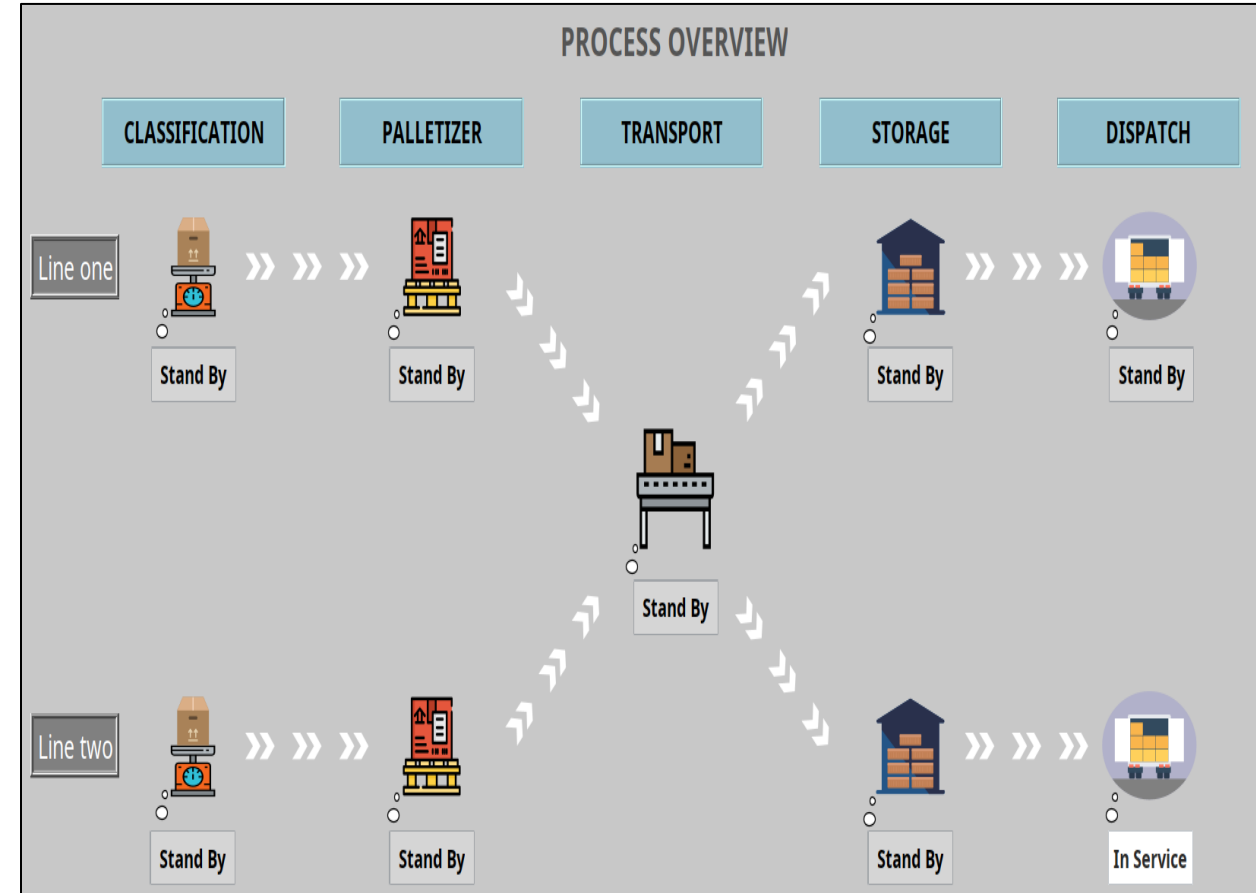 PROCESS OVERVIEW
CLASSIFICATION PALLETIZER TRANSPORT STORAGE DISPATCH
Line one
Stand By Stand By Stand By Stand By
Stand By
Line two
Stand By Stand By Stand By In Service